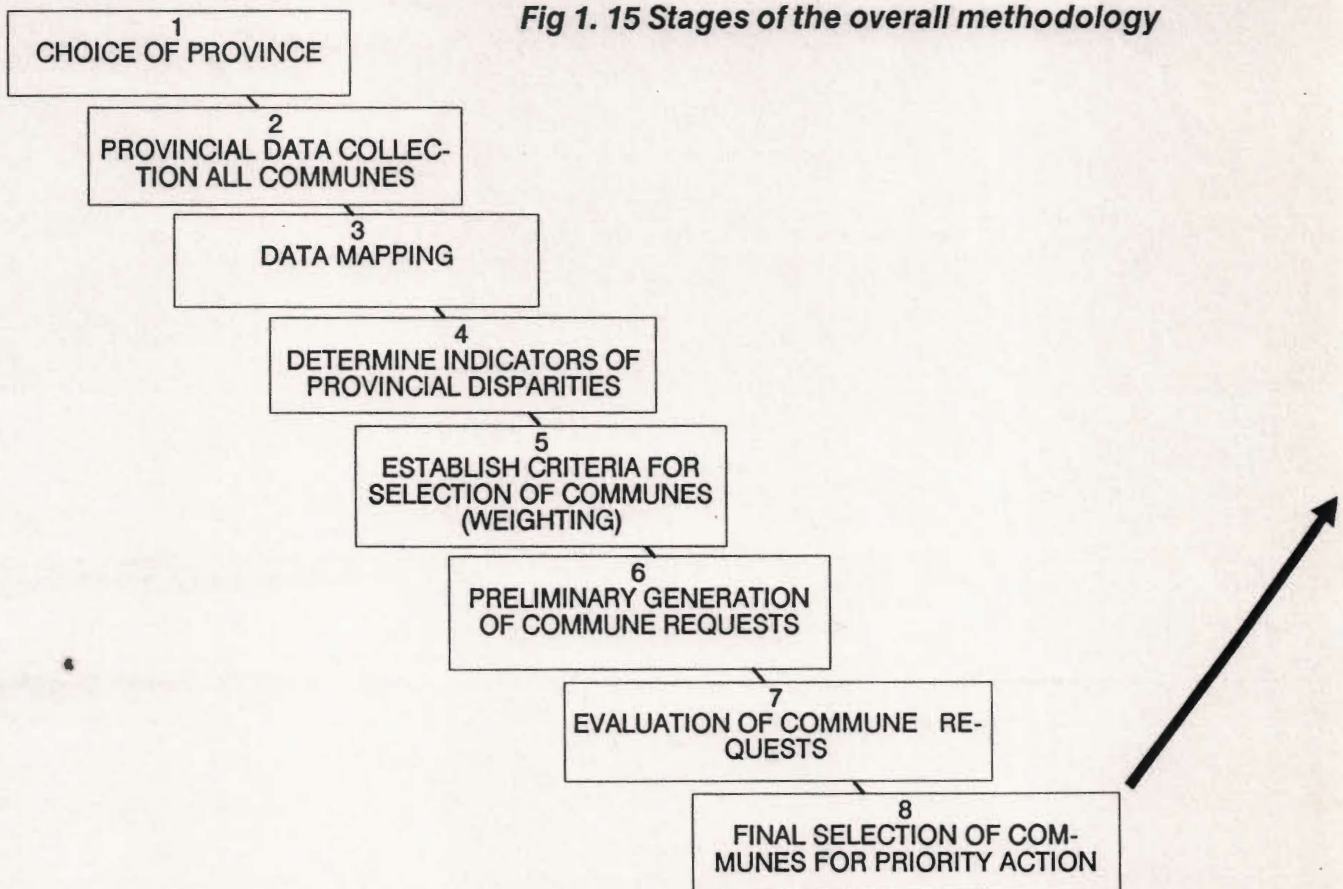 Fig 1. 15 Stages of the overall methodology
1
CHOICE OF PROVINCE
2
PROVINCIAL DATA COLLEC-
TION ALL COMMUNES
3
DATA MAPPING
4
DETERMINE INDICATORS OF
PROVINCIAL DISPARITIES
5
ESTABLISH CRITERIA FOR
SELECTION OF COMMUNES
(WEIGHTING)
6
PRELIMINARY GENERATION
OF COMMUNE REQUESTS
7
EVALUATION OF COMMUNE RE-
QUESTS
8
FINAL SELECTION OF COM-
MUNES FOR PRIORITY ACTION